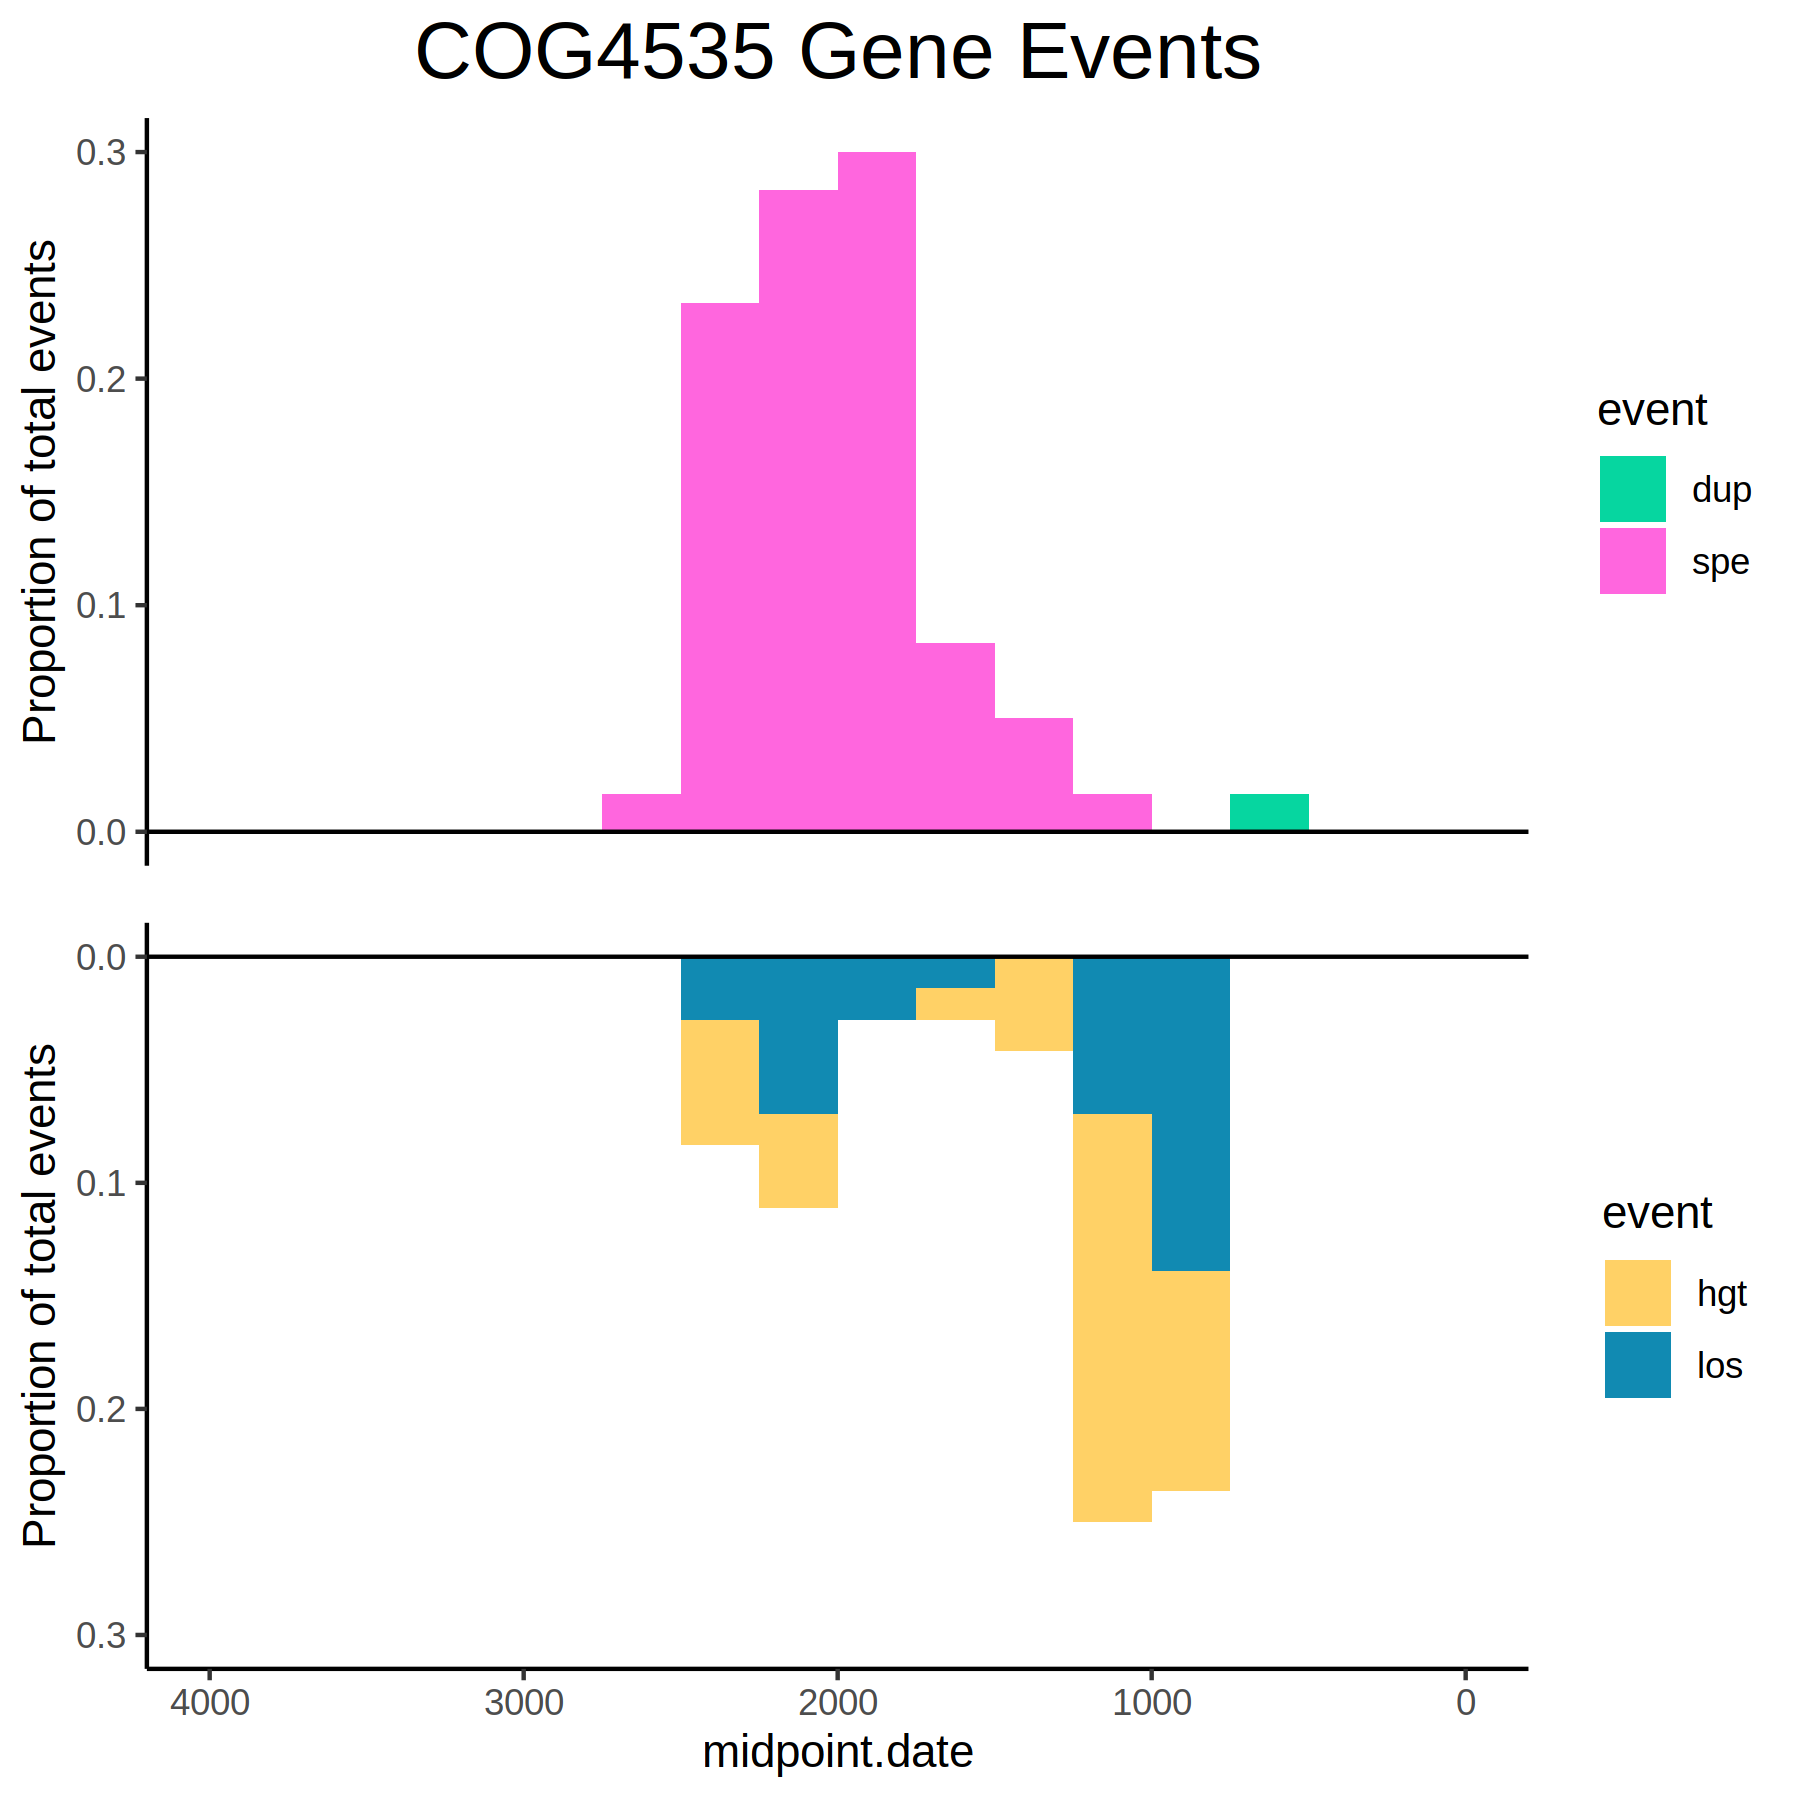 COG4535 Gene Events
Proportion of total events
0.3
0.2
0.1
0.0
event
dup
spe
Proportion of total events
0.0
0.1
0.2
0.3
event
hgt
los
4000 3000 2000 1000 0
midpoint.date